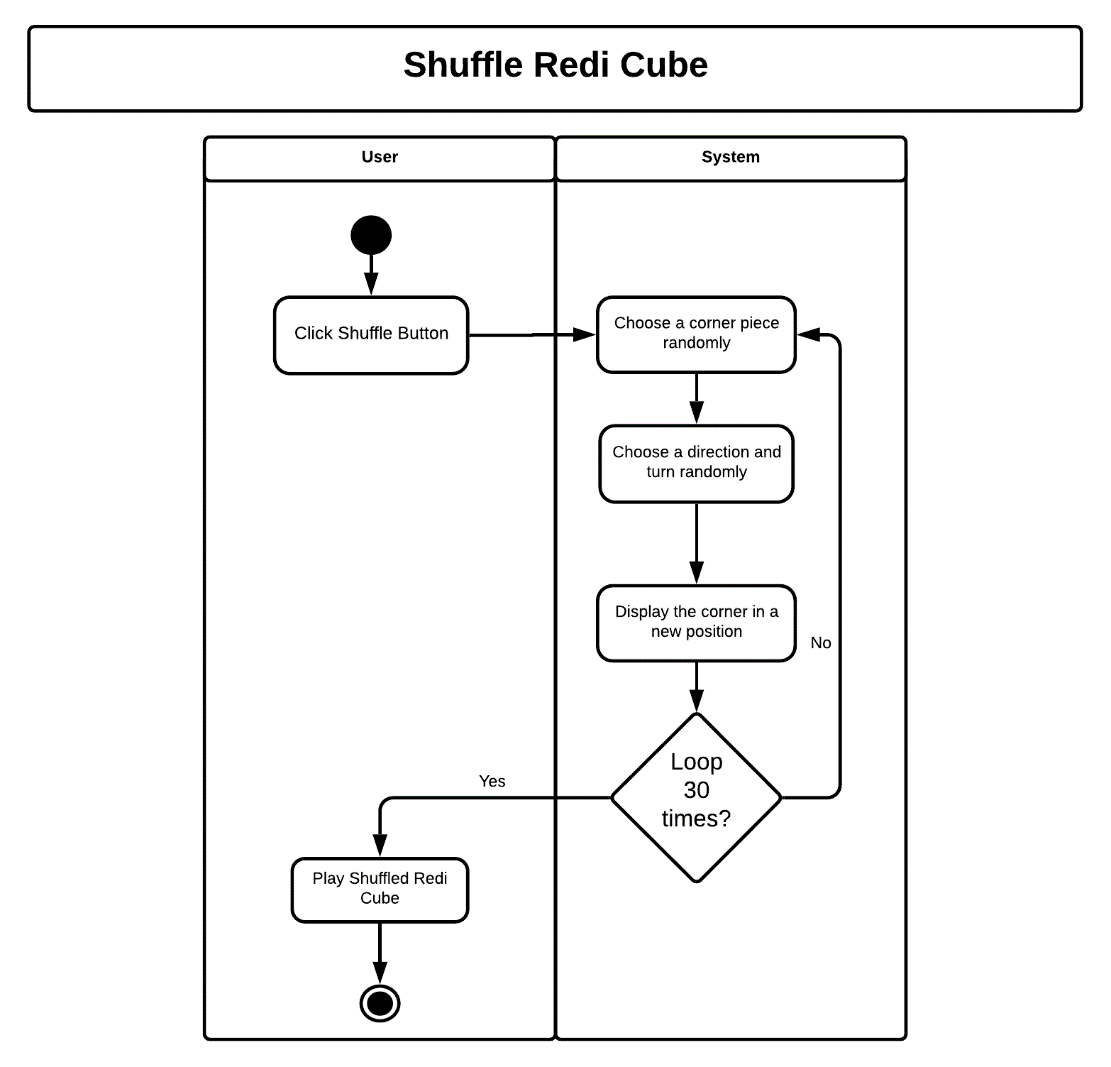 Shuffle Redi Cube
User
System
Click Shuffle Button
Choose a corner piece
randomly
Choose a direction and
turn randomly
Display the corner in a
new position
No
Loop
30
times?
Yes
Play Shuffled Redi
Cube